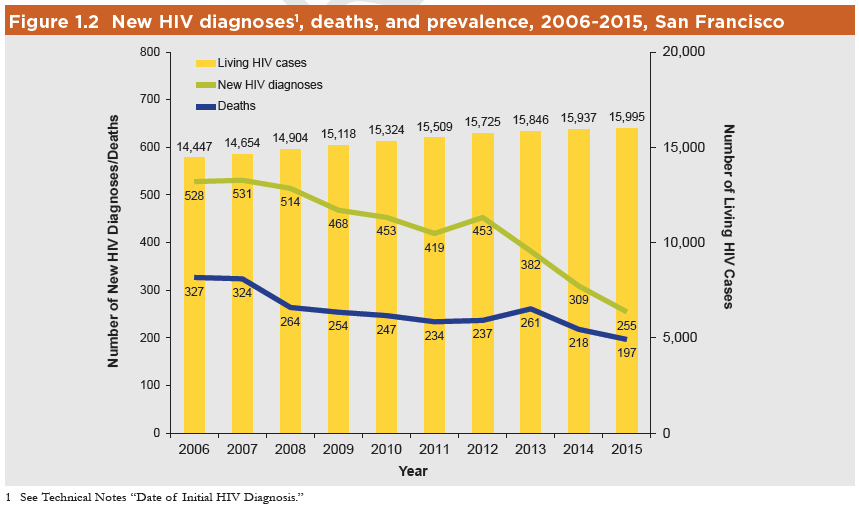 Figure 1.2 New HIV diagnoses¹, deaths, and prevalence, 2006-2015, San Francisco
800
700
600
500
400
300
200
100
0
Number of New HIV Diagnoses/Deaths
Living HIV cases
New HIV diagnoses
Deaths
14,447 14,654 14,904 15,118 15,324 15,509 15,725 15,846 15,937 15,995
528 531 514 468 453 419 453 382 309 255
327 324 264 254 247 234 237 261 218 197
20,000
15,000
10,000
5,000
0
Number of Living HIV Cases
2006 2007 2008 2009 2010 2011 2012 2013 2014 2015
Year
1 See Technical Notes “Date of Initial HIV Diagnosis.”